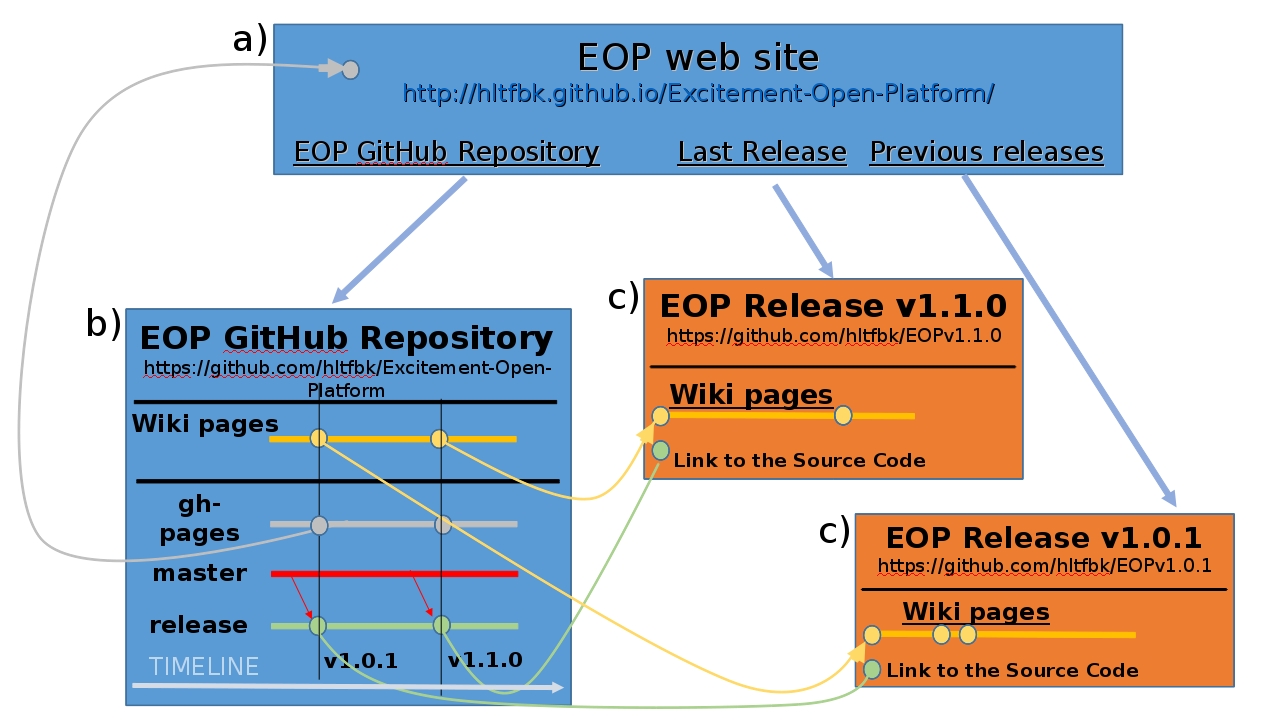 a)
EOP web site
http://hltfbk.github.io/Excitement-Open-Platform/
EOP GitHub Repository
Last Release
Previous releases
b)
EOP GitHub Repository
https://github.com/hltfbk/Excitement-Open-
Platform
Wiki pages
gh-
pages
master
release
TIMELINE
v1.0.1
v1.1.0
c)
EOP Release v1.1.0
https://github.com/hltfbk/EOPv1.1.0
Wiki pages
Link to the Source Code
c)
EOP Release v1.0.1
https://github.com/hltfbk/EOPv1.0.1
Wiki pages
Link to the Source Code